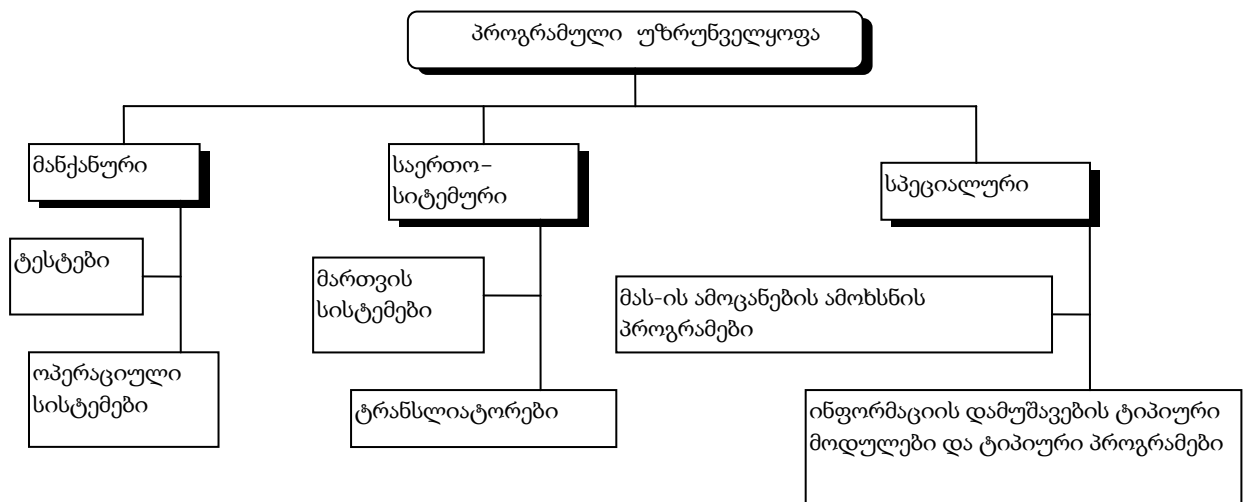 პროგრამული უზრუნველყოფა
მანქანური
საერთო–
სიტემური
სპეციალური
ტესტები
მართვის
სისტემები
მას-ის ამოცანების ამოხსნის
პროგრამები
ოპერაციული
სისტემები
ტრანსლიატორები
ინფორმაციის დამუშავების ტიპიური
მოდულები და ტიპიური პროგრამები